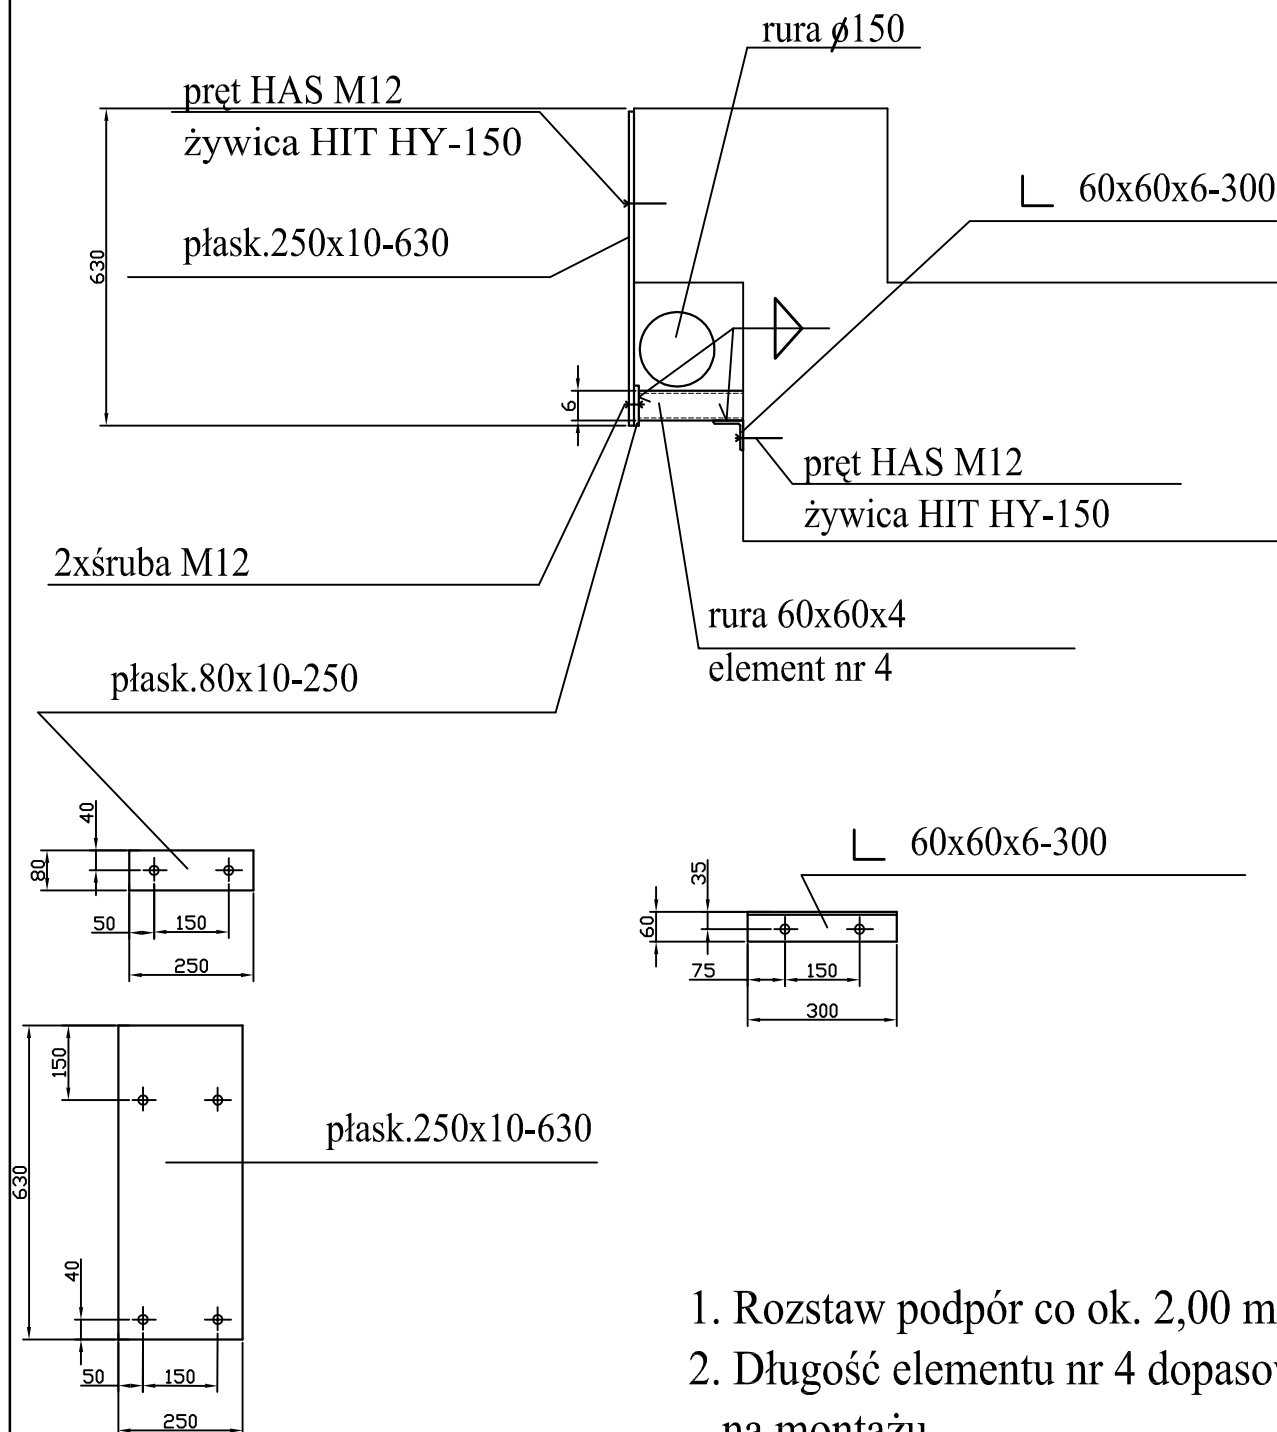 rura ø150
pręt HAS M12
żywica HIT HY-150
60x60x6-300
płask.250x10-630
630
6
pręt HAS M12
żywica HIT HY-150
2xśruba M12
rura 60x60x4
element nr 4
płask.80x10-250
40
80
50
150
250
60x60x6-300
35
60
75
150
300
150
630
płask.250x10-630
40
50
150
250
1. Rozstaw podpór co ok. 2,00 m
2. Długość elementu nr 4
na montażu